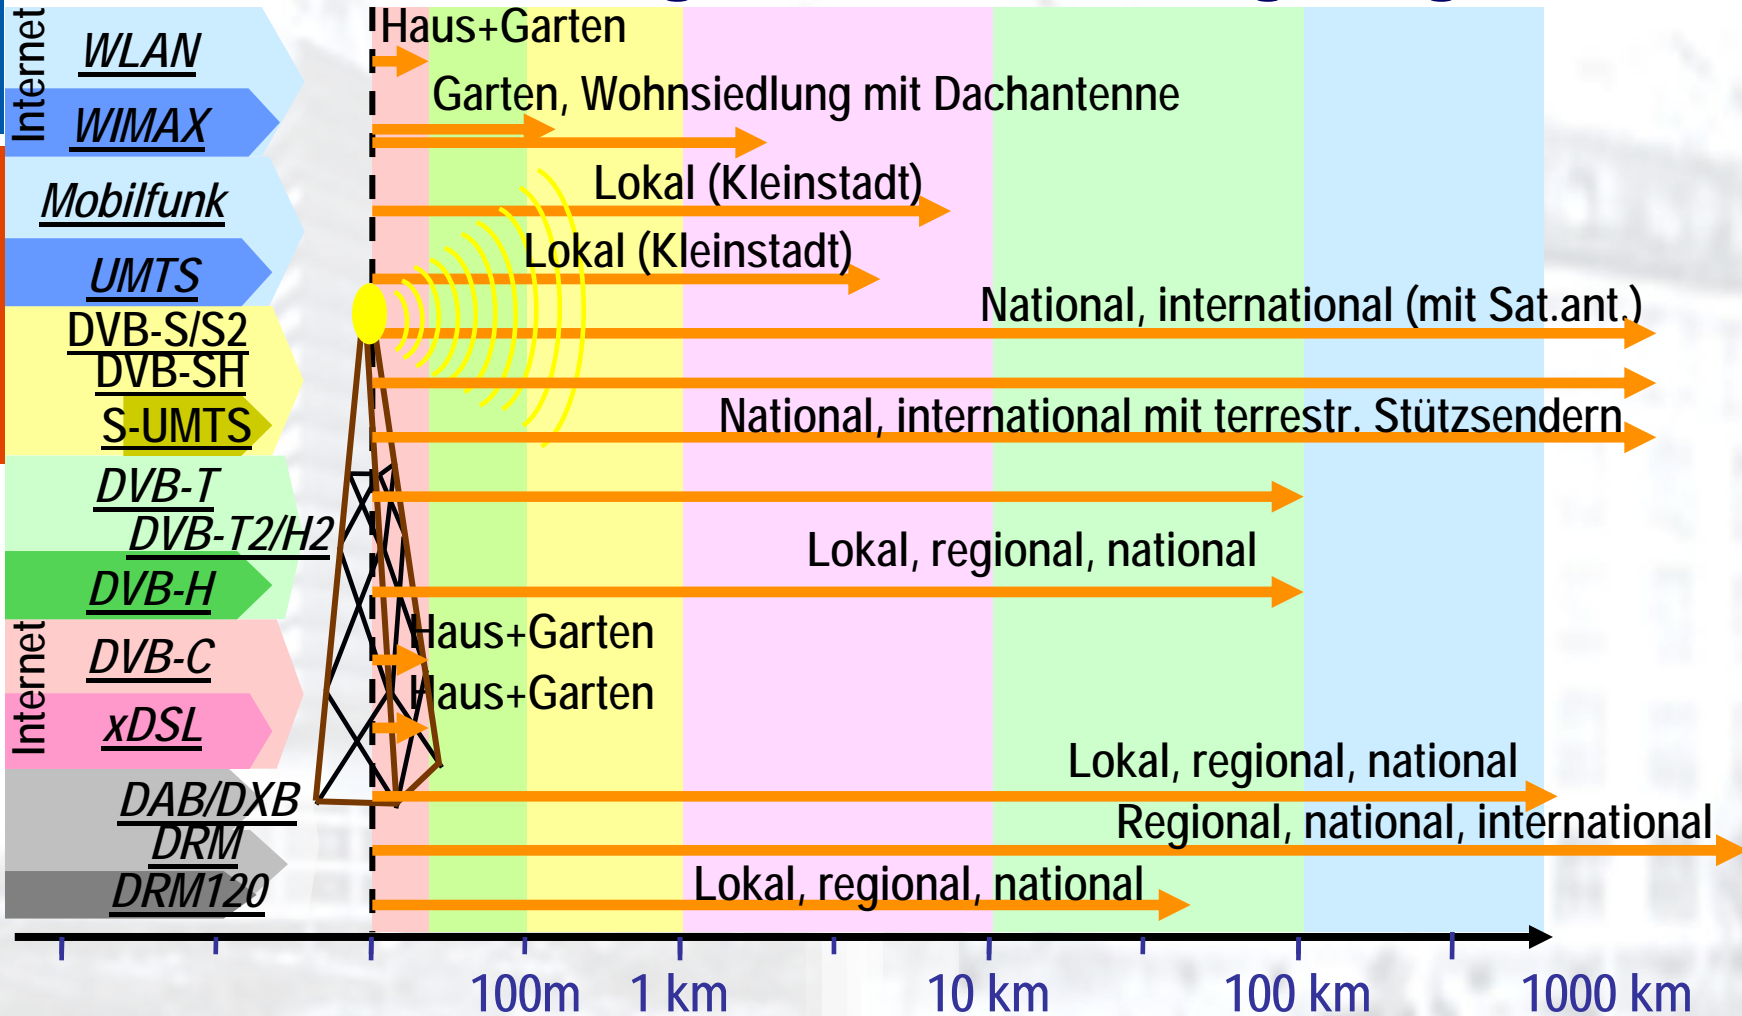 Internet
WLAN
Haus+Garten
WIMAX
Garten, Wohnsiedlung mit Dachantenne
Mobilfunk
Lokal (Kleinstadt)
UMTS
Lokal (Kleinstadt)
DVB-S/S2
National, international (mit Sat.ant.)
DVB-SH
S-UMTS
National, international mit terrestr. Stützsendern
DVB-T
DVB-T2/H2
Lokal, regional, national
DVB-H
Internet
DVB-C
Haus+Garten
xDSL
Haus+Garten
DAB/DXB
Lokal, regional, national
DRM
Regional, national, international
DRM120
Lokal, regional, national
100m 1 km 10 km 100 km 1000 km